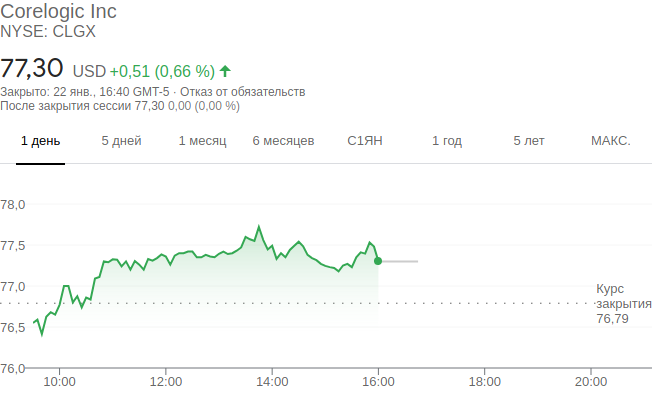 Corelogic Inc
NYSE: CLGX
77,30 USD +0,51 (0,66 %)
Закрыто: 22 янв., 16:40 GMT-5 · Отказ от обязательств
После закрытия сессии 77,30 0,00 (0,00 %)
1 день 5 дней 1 месяц 6 месяцев С1ЯН 1 год 5 лет МАКС.
78,0
77,5
77,0
Курс
закрытия
76,79
76,5
76,0
10:00 12:00 14:00 16:00 18:00 20:00